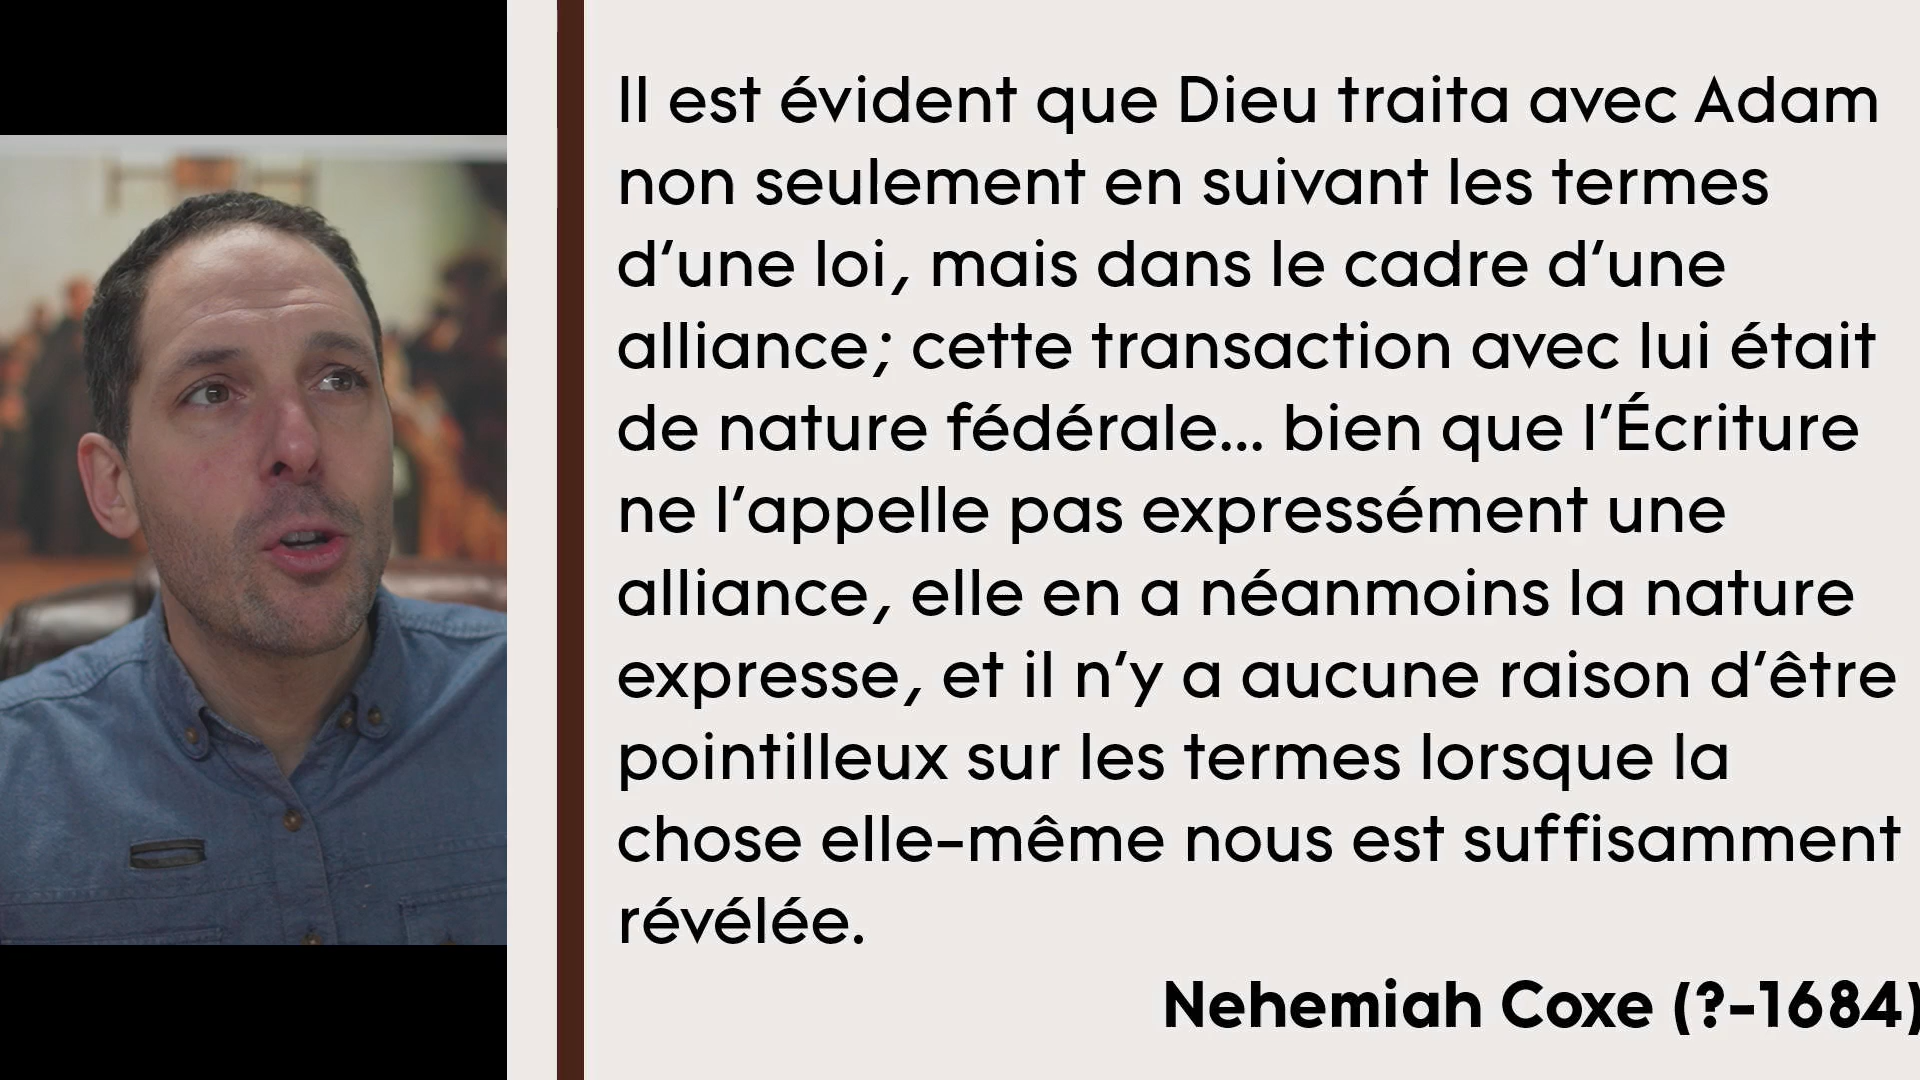 Il est évident que Dieu traita avec Adam
non seulement en suivant les termes
d’une loi, mais dans le cadre d’une
alliance; cette transaction avec lui était
de nature fédérale... bien que l’Écriture
ne l’appelle pas expressément une
alliance, elle en a néanmoins la nature
expresse, et il n’y a aucune raison d’être
pointilleux sur les termes lorsque la
chose elle-même nous est suffisamment
révélée.
Nehemiah Coxe (?-1684)